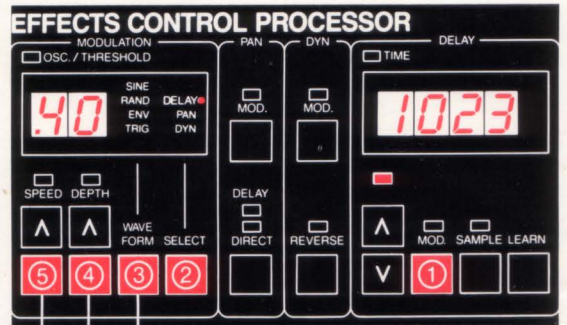 EFFECTS CONTROL PROCESSOR
MODULATION
OSC. / THRESHOLD
.40
SINE
RAND
ENV
TRIG
DELAY
PAN
DYN
SPEED
DEPTH
WAVE
FORM
SELECT
5
4
3
2
PAN
MOD.
DELAY
DIRECT
DYN
MOD.
REVERSE
DELAY
TIME
1023
MOD.
SAMPLE
LEARN
1